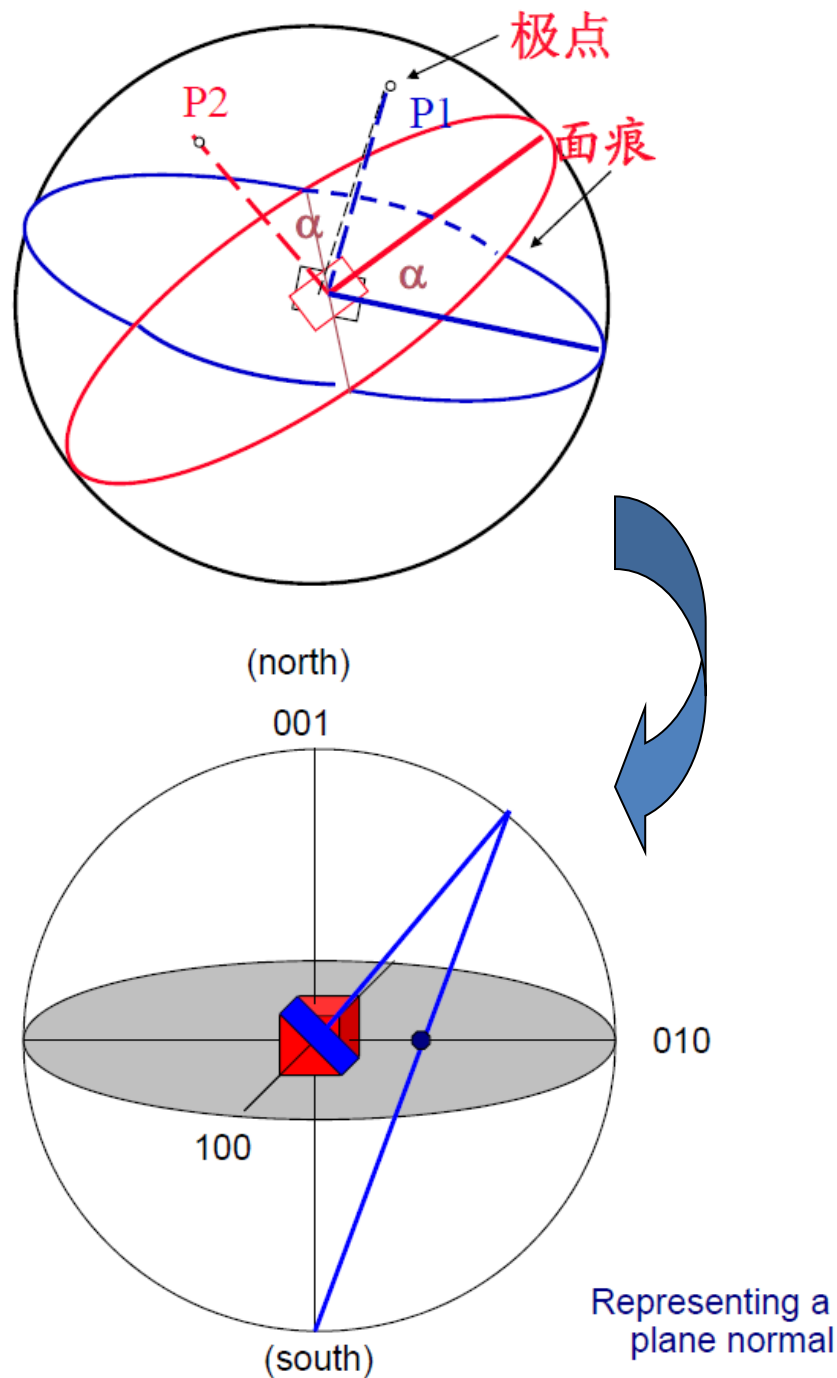 极点
P2
P1
面痕
α
α
(north)
001
010
100
(south)
Representing a
plane normal